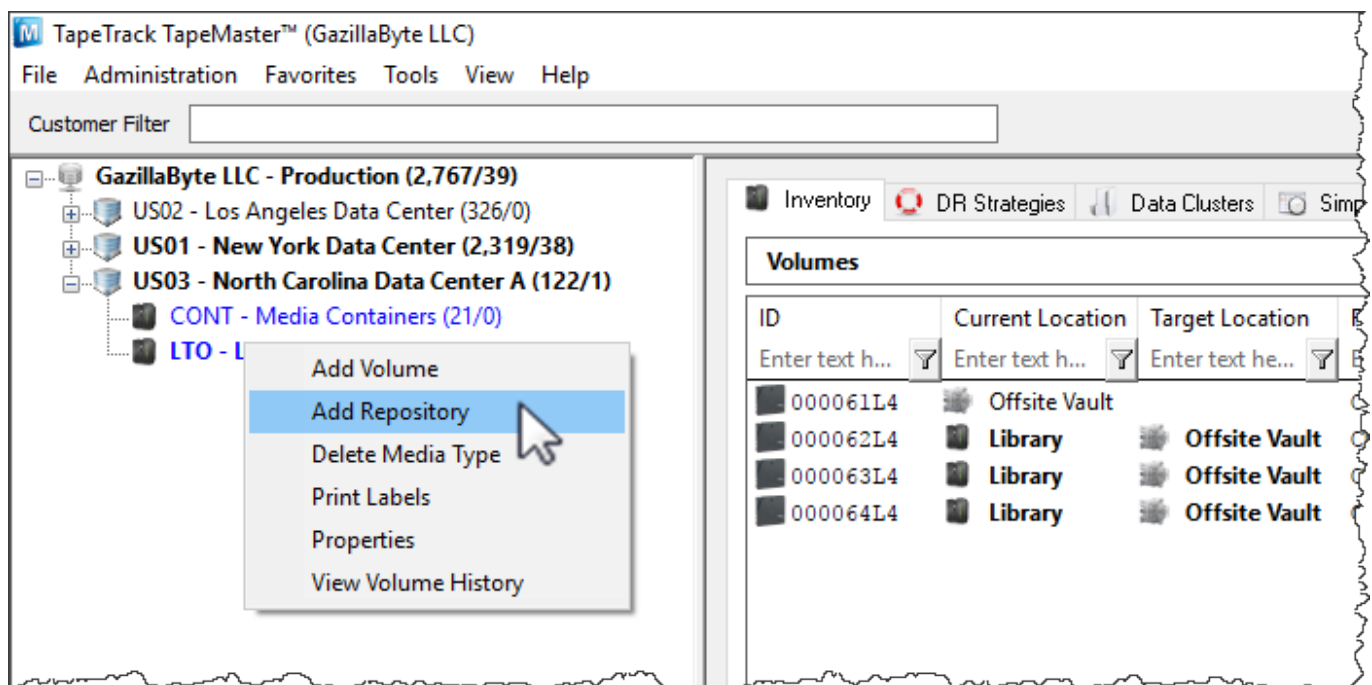 TapeTrack TapeMaster™ (GazillaByte LLC)
File Administration Favorites Tools View Help
Customer Filter
GazillaByte LLC - Production (2,767/39)
US02 - Los Angeles Data Center (326/0)
US01 - New York Data Center (2,319/38)
US03 - North Carolina Data Center A (122/1)
CONT - Media Containers (21/0)
LTO - L
Add Volume
Add Repository
Delete Media Type
Print Labels
Properties
View Volume History
Inventory DR Strategies Data Clusters Simp
Volumes
ID Current Location Target Location
Enter text h... Enter text h... Enter text he...
000061L4 Offsite Vault
000062L4 Library Offsite Vault
000063L4 Library Offsite Vault
000064L4 Library Offsite Vault